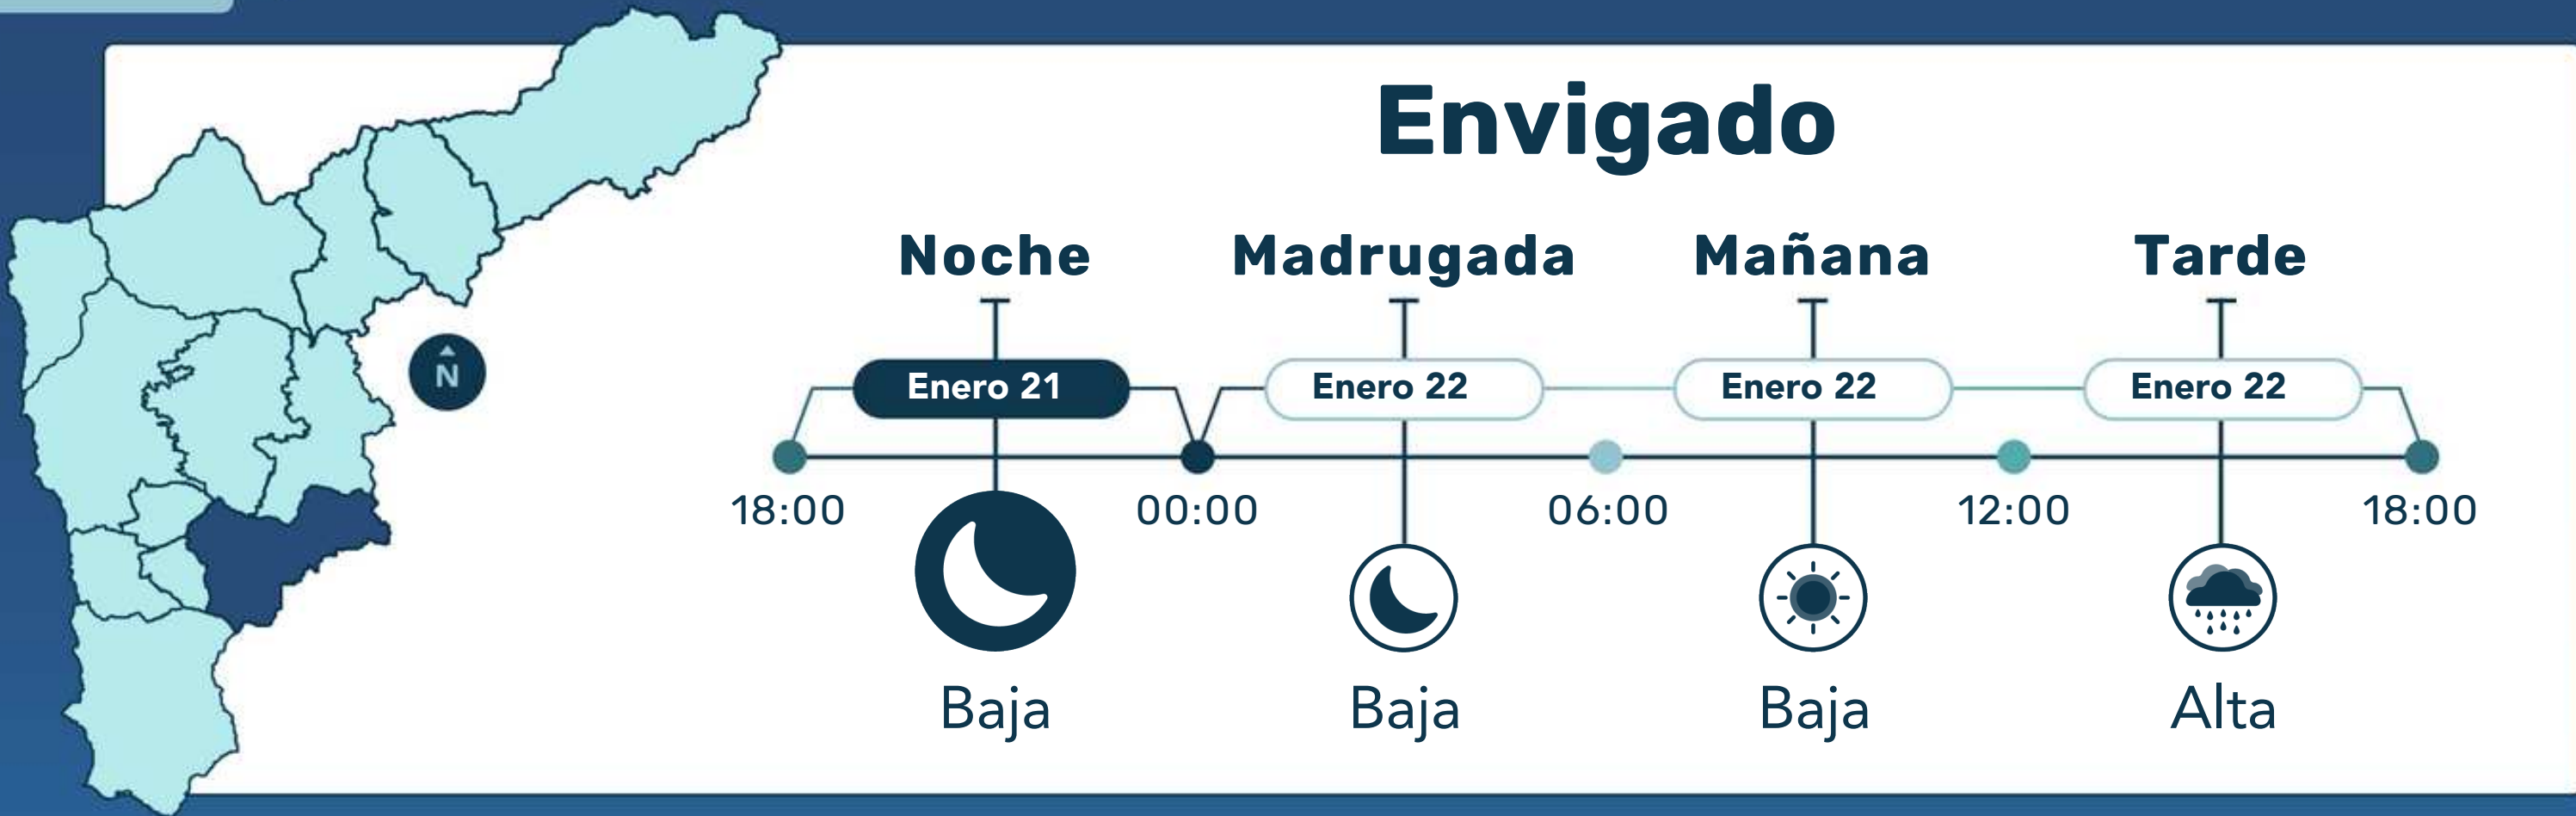 Envigado
Noche Madrugada Mañana Tarde
Enero 21 Enero 22 Enero 22 Enero 22
N
18:00 00:00 06:00 12:00 18:00
Baja Baja Baja Alta